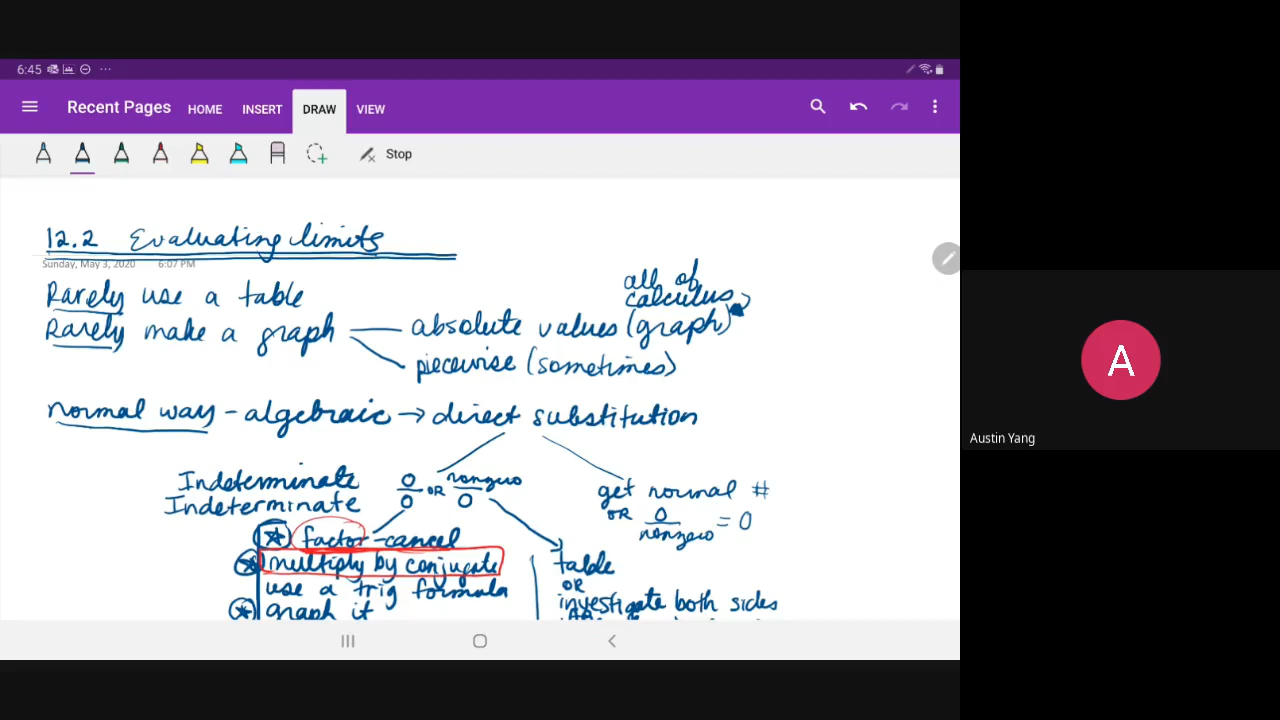 6:45
Recent Pages HOME INSERT DRAW VIEW
Stop
12.2 Evaluating limits
Sunday, May 3, 2020 6:07 PM
all of
calculus
Rarely use a table
Rarely make a graph — absolute values (graph)
piecewise (sometimes)
normal way - algebraic → direct substitution
Indeterminate 0/0 OR nonzero/0
Indeterminate
get normal #
OR 0/nonzero = 0
factor - cancel
multiply by conjugate
use a trig formula
graph it
table
OR
investigate both sides
A
Austin Yang